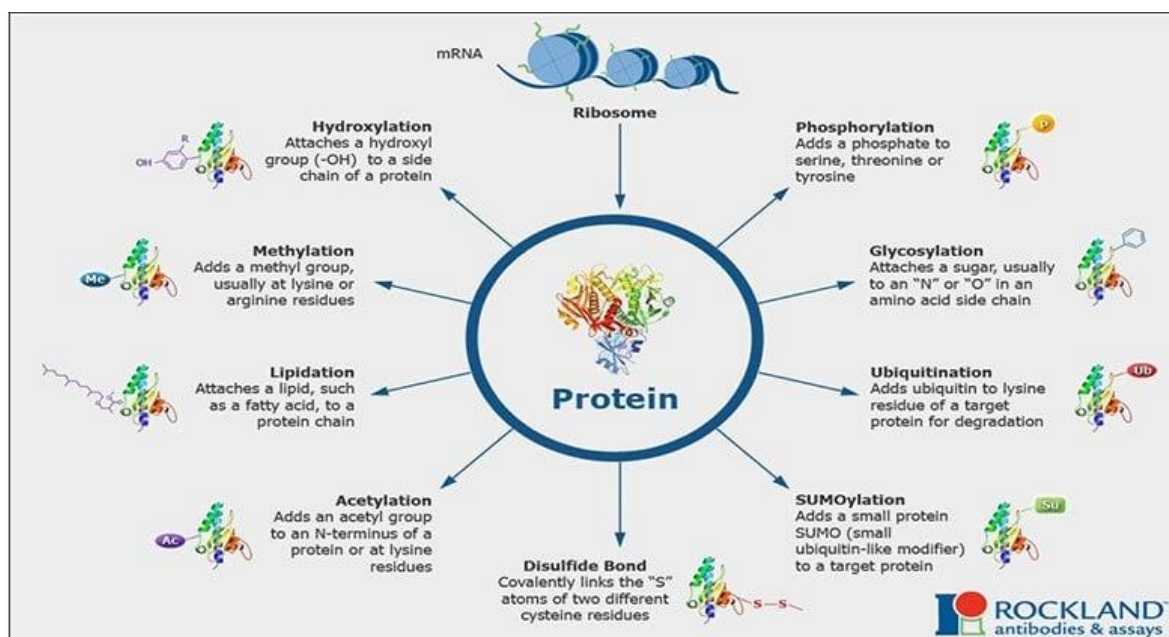 mRNA
Ribosome
Hydroxylation
Attaches a hydroxyl
group (-OH) to a side
chain of a protein
R
OH
Phosphorylation
Adds a phosphate to
serine, threonine or
tyrosine
P
Methylation
Adds a methyl group,
usually at lysine or
arginine residues
Me
Glycosylation
Attaches a sugar, usually
to an “N” or “O” in an
amino acid side chain
Protein
Lipidation
Attaches a lipid, such
as a fatty acid, to a
protein chain
Ubiquitination
Adds ubiquitin to lysine
residue of a target
protein for degradation
Ub
Acetylation
Adds an acetyl group
to an N-terminus of a
protein or at lysine
residues
Ac
Disulfide Bond
Covalently links the “S”
atoms of two different
cysteine residues
S—S
SUMOylation
Adds a small protein
SUMO (small
ubiquitin-like modifier)
to a target protein
Su
ROCKLAND™
antibodies & assays